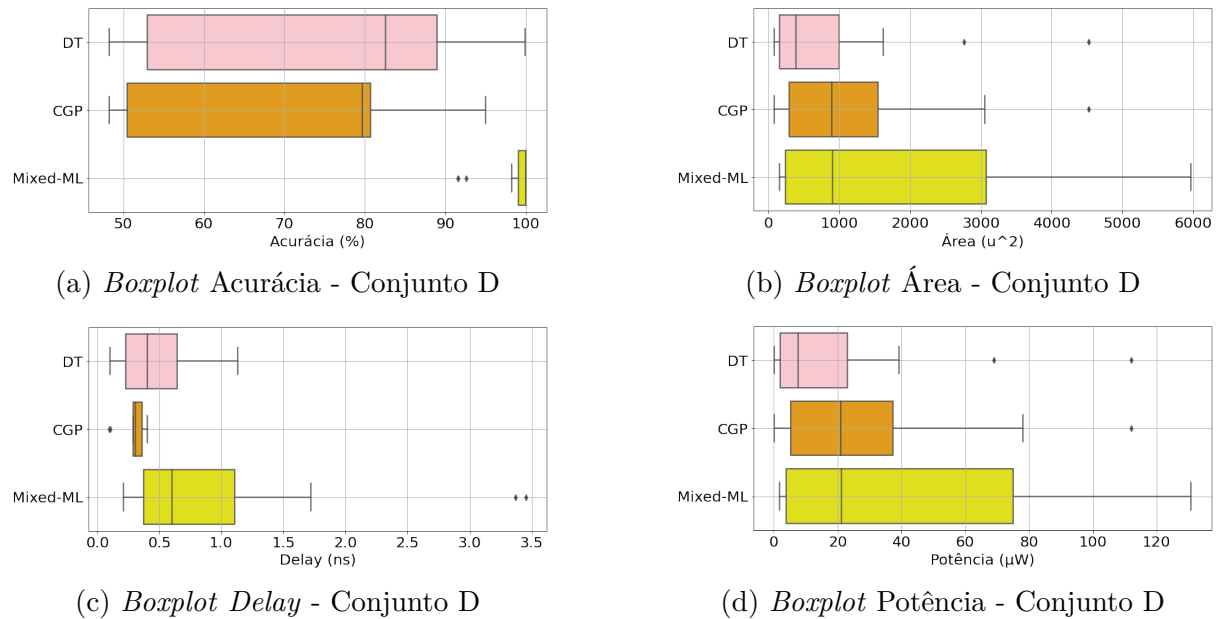 DT
CGP
Mixed-ML
50 60 70 80 90 100
Acurácia (%)
(a) Boxplot Acurácia - Conjunto D
DT
CGP
Mixed-ML
0 1000 2000 3000 4000 5000 6000
Área (u^2)
(b) Boxplot Área - Conjunto D
DT
CGP
Mixed-ML
0.0 0.5 1.0 1.5 2.0 2.5 3.0 3.5
Delay (ns)
(c) Boxplot Delay - Conjunto D
DT
CGP
Mixed-ML
0 20 40 60 80 100 120
Potência (μW)
(d) Boxplot Potência - Conjunto D